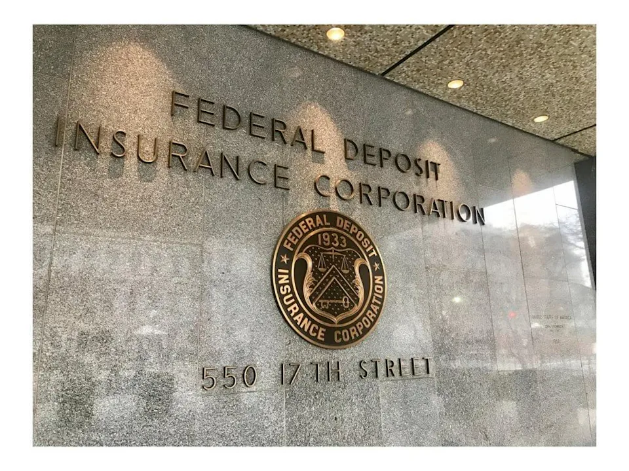 FEDERAL DEPOSIT
INSURANCE CORPORATION
FEDERAL DEPOSIT
1933
INSURANCE CORPORATION
550 17TH STREET